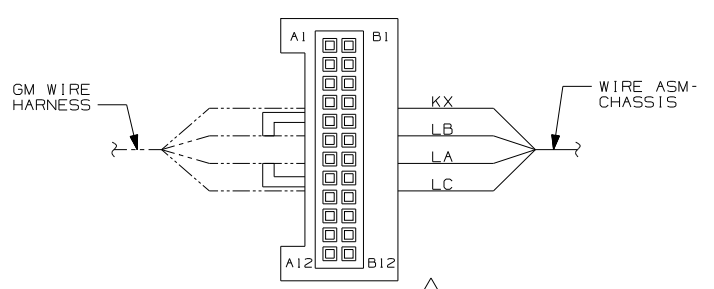 A1 B1
GM WIRE
HARNESS
WIRE ASM-
CHASSIS
KX
LB
LA
LC
A12 B12